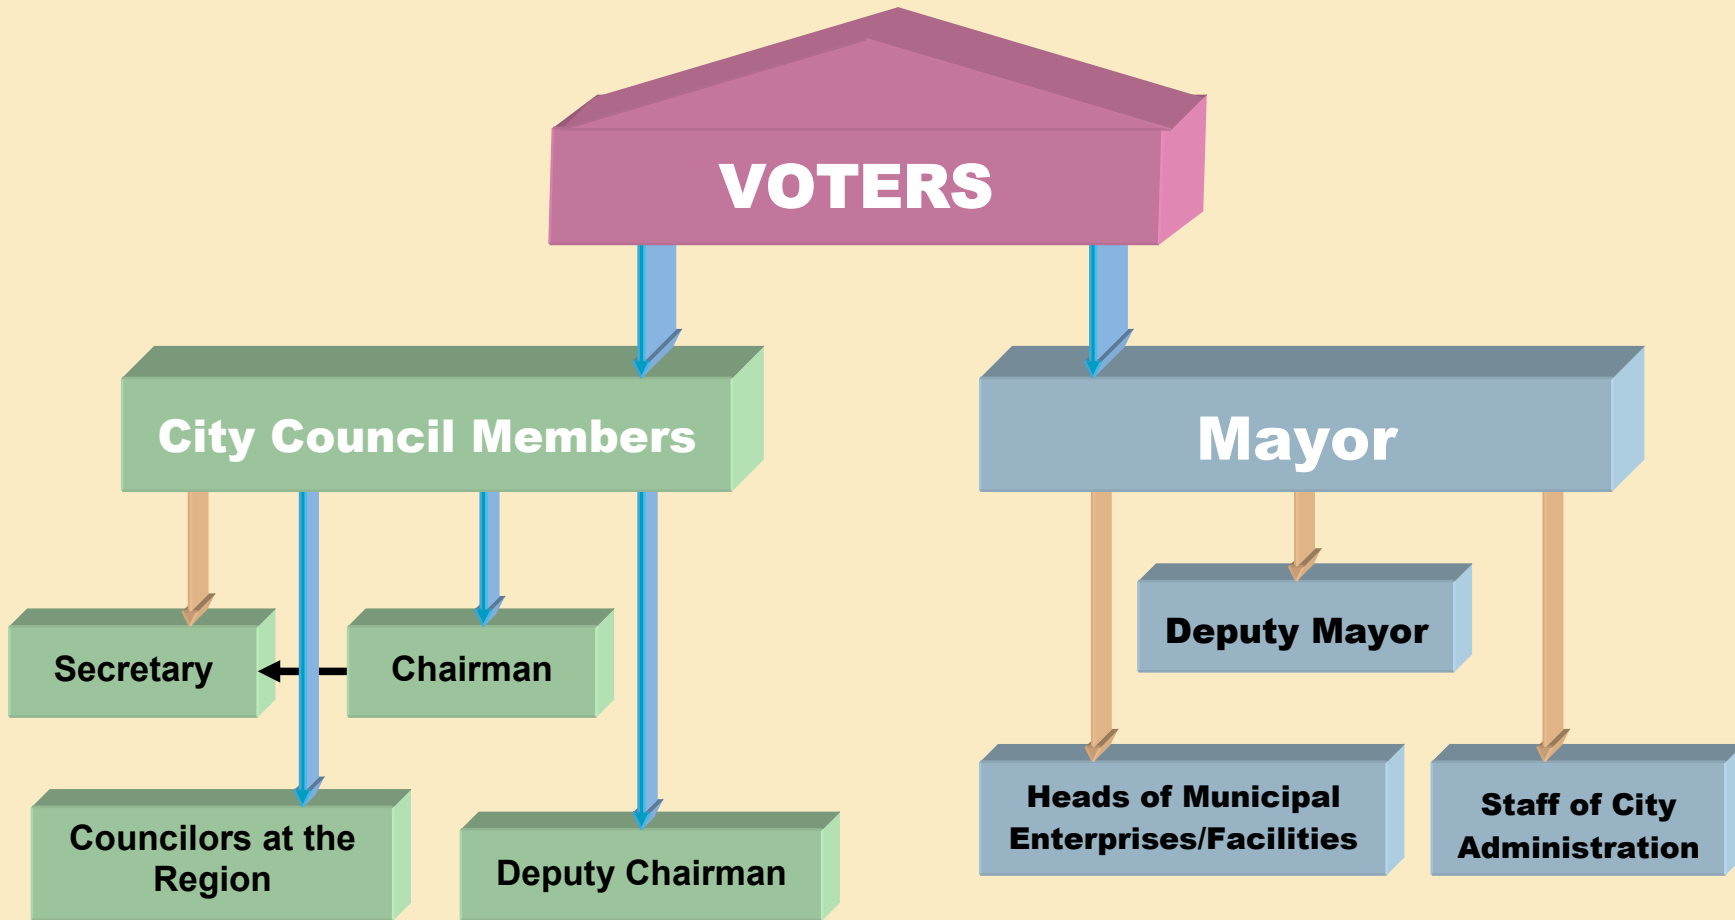 VOTERS
City Council Members
Mayor
Deputy Mayor
Secretary
Chairman
Heads of Municipal
Enterprises/Facilities
Staff of City
Administration
Councilors at the
Region
Deputy Chairman